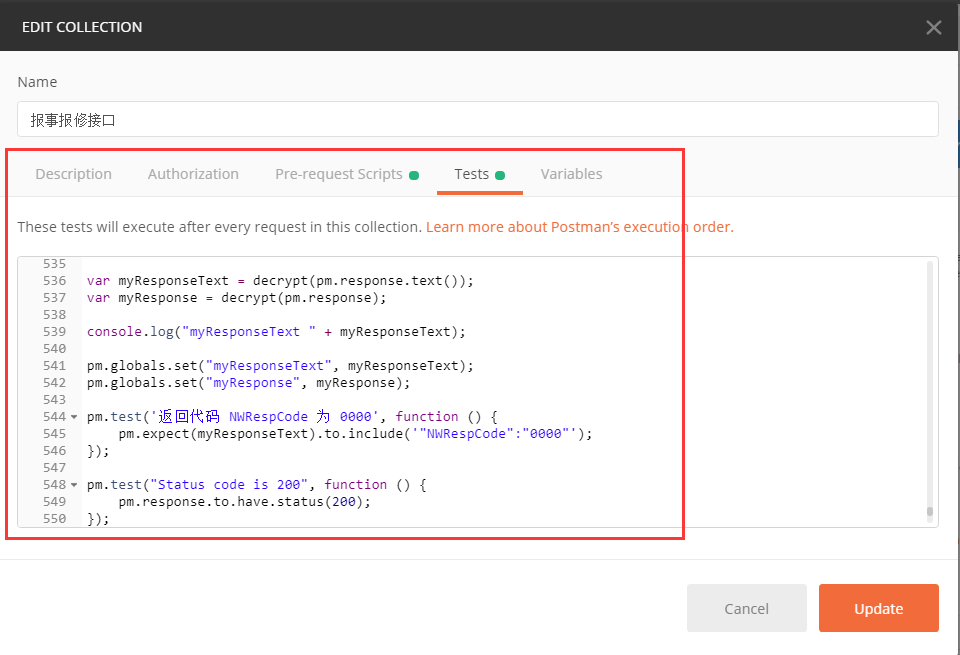 EDIT COLLECTION
Name
报事报修接口
Description Authorization Pre-request Scripts Tests Variables
These tests will execute after every request in this collection. Learn more about Postman’s execution order.
535
536 var myResponseText = decrypt(pm.response.text());
537 var myResponse = decrypt(pm.response);
538
539 console.log("myResponseText " + myResponseText);
540
541 pm.globals.set("myResponseText", myResponseText);
542 pm.globals.set("myResponse", myResponse);
543
544 pm.test('返回代码 NWRespCode 为 0000', function () {
545     pm.expect(myResponseText).to.include('"NWRespCode":"0000"');
546 });
547
548 pm.test("Status code is 200", function () {
549     pm.response.to.have.status(200);
550 });
Cancel Update